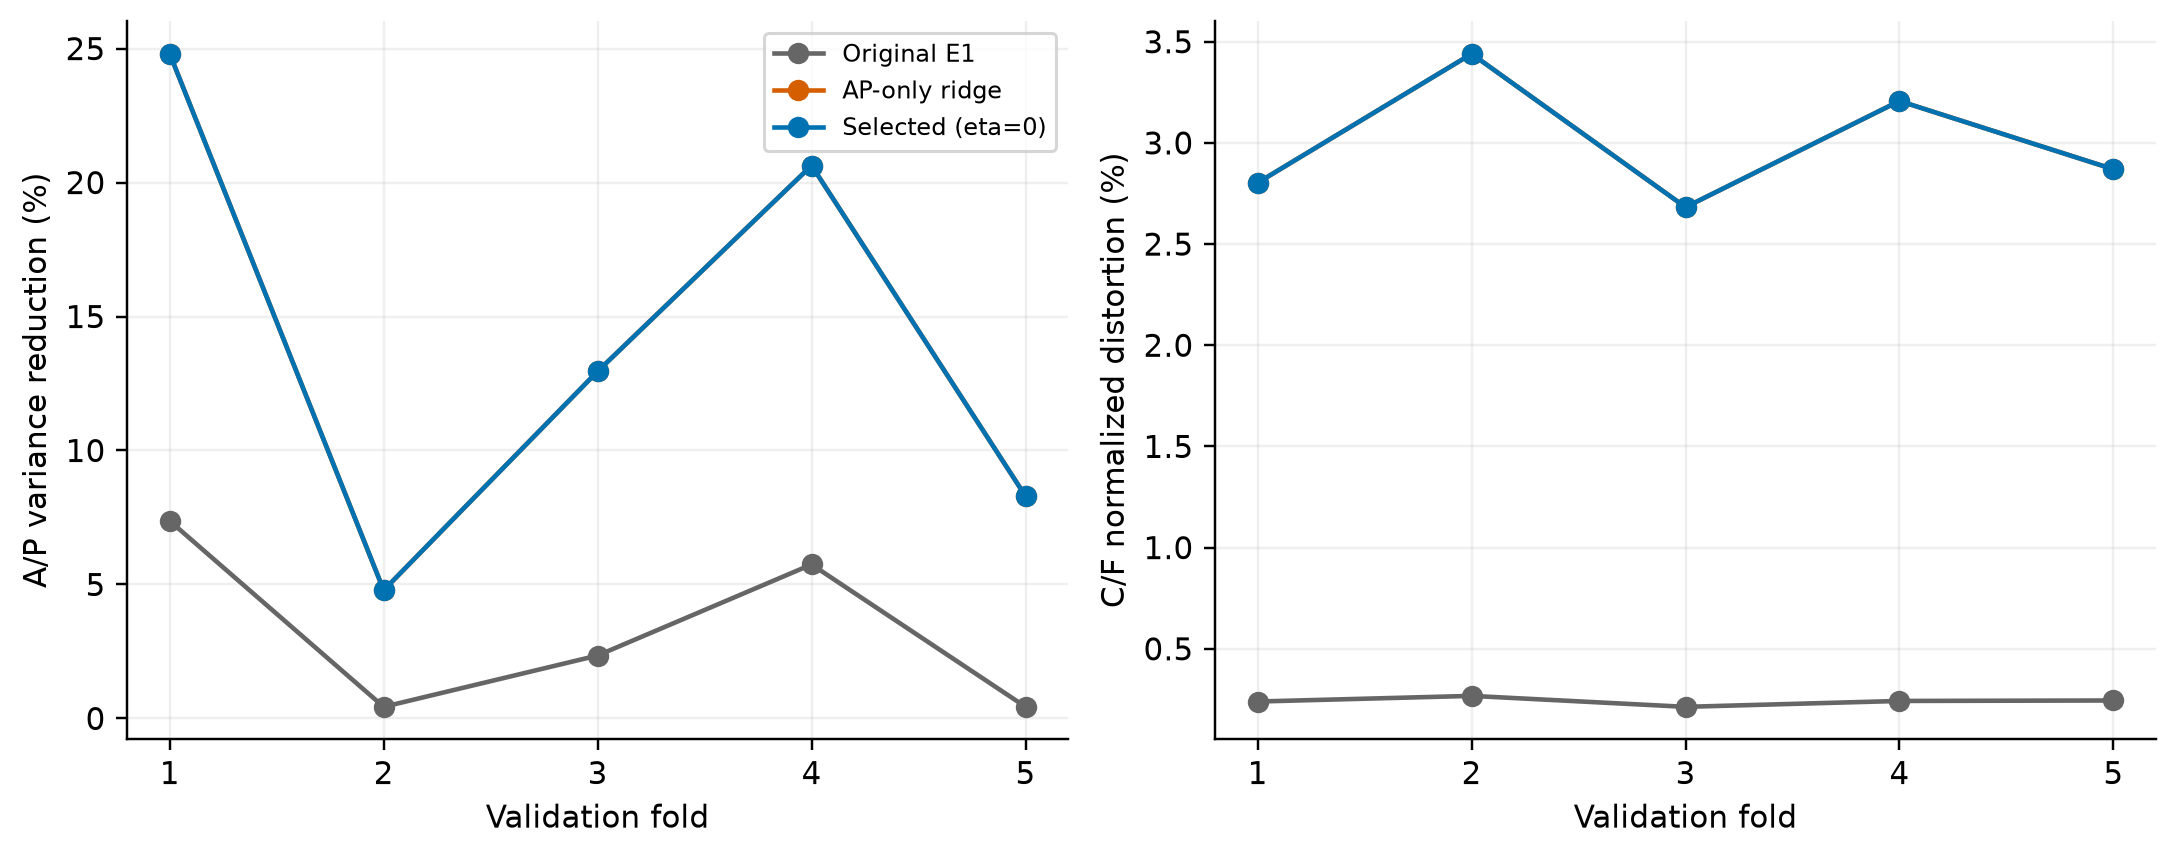 A/P variance reduction (%)
25
20
15
10
5
0
Original E1
AP-only ridge
Selected (eta=0)
1 2 3 4 5
Validation fold
C/F normalized distortion (%)
3.5
3.0
2.5
2.0
1.5
1.0
0.5
1 2 3 4 5
Validation fold